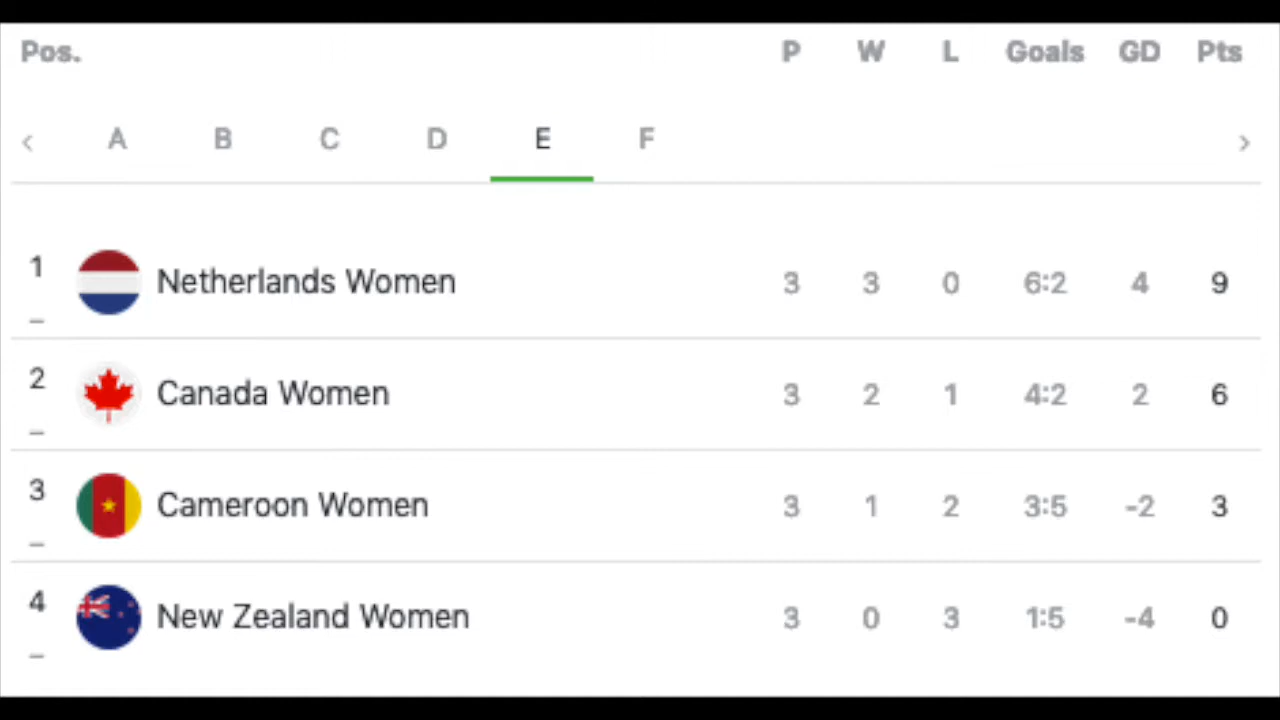 Pos. P W L Goals GD Pts
‹ A B C D E F ›
1 Netherlands Women 3 3 0 6:2 4 9
–
2 Canada Women 3 2 1 4:2 2 6
–
3 Cameroon Women 3 1 2 3:5 -2 3
–
4 New Zealand Women 3 0 3 1:5 -4 0
–